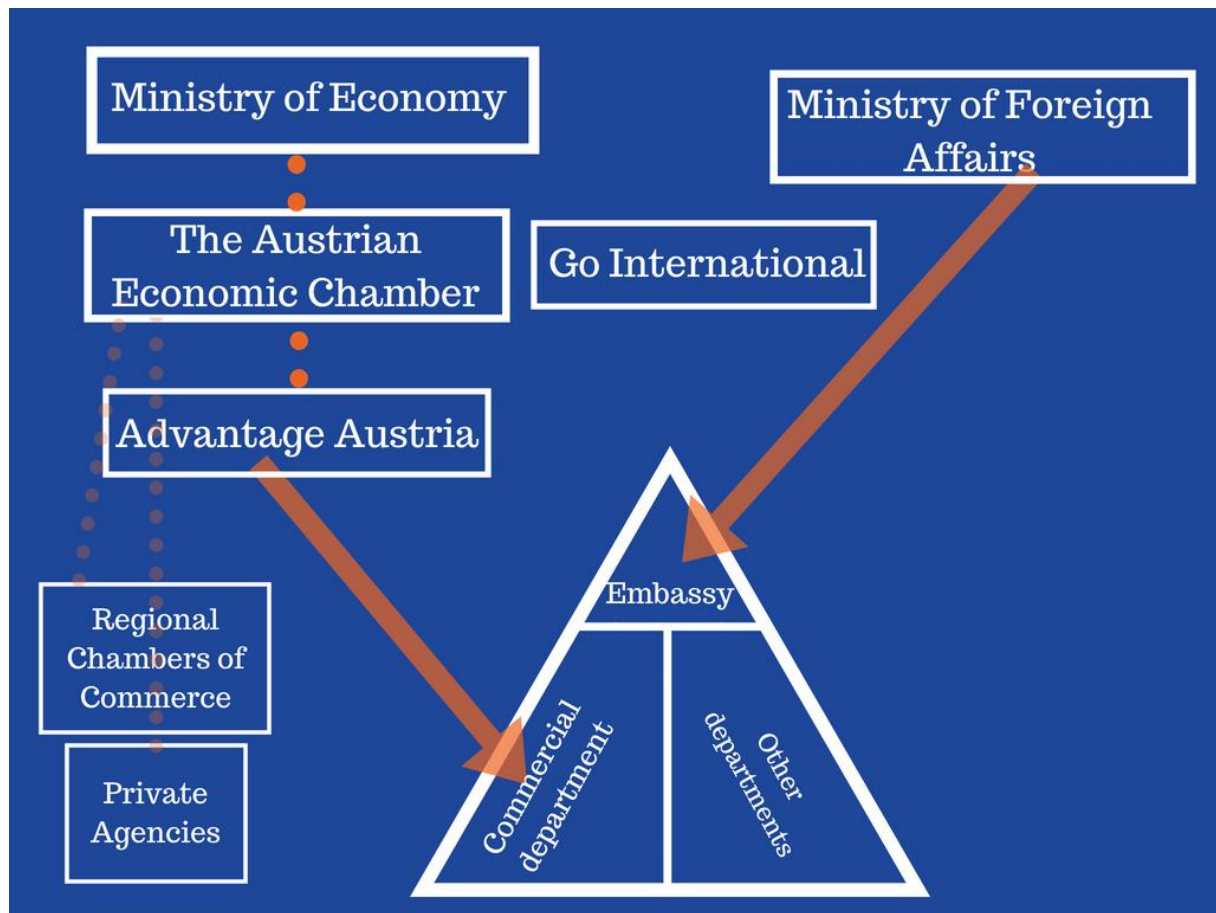 Ministry of Economy
Ministry of Foreign
Affairs
The Austrian
Economic Chamber
Go International
Advantage Austria
Embassy
Regional
Chambers of
Commerce
Commercial
department
Other
departments
Private
Agencies